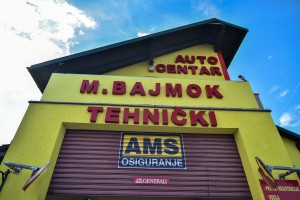 AUTO
CENTAR
M.BAJMOK
TEHNIČKI
AMS
OSIGURANJE
GENERALI